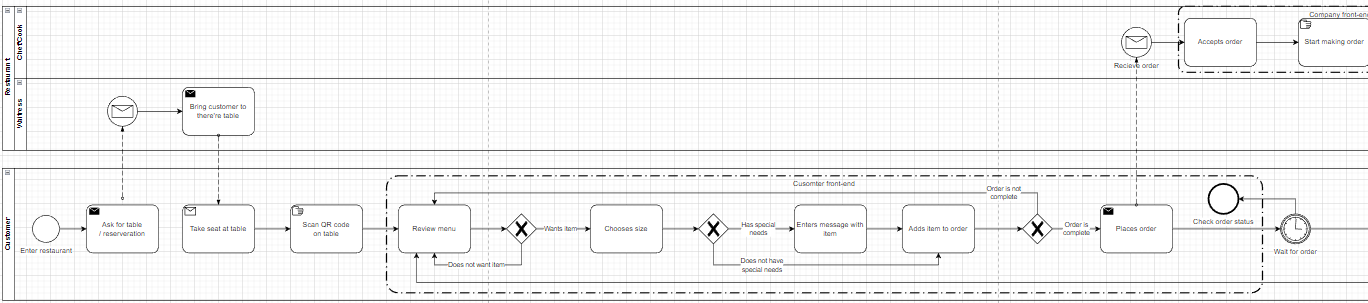 Restaurant
Chef/Cook
Company front-end
Accepts order
Start making order
Recieve order
Waitress
Bring customer to
there're table
Customer
Cusomter front-end
Order is not
complete
Ask for table
/ reserveration
Take seat at table
Scan QR code
on table
Review menu
Wants item
Chooses size
Has special
needs
Enters message with
item
Adds item to order
Order is
complete
Places order
Check order status
Enter restaurant
Does not want item
Does not have
special needs
Wait for order